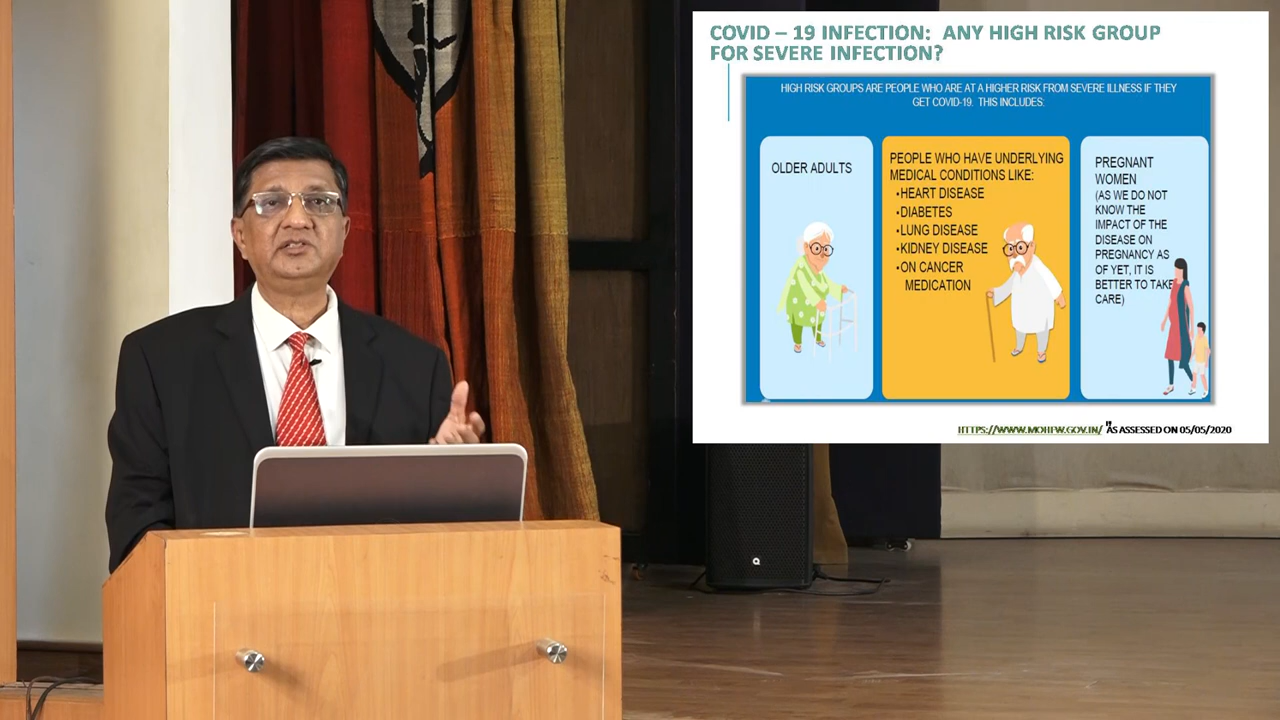 COVID – 19 INFECTION: ANY HIGH RISK GROUP
FOR SEVERE INFECTION?
HIGH RISK GROUPS ARE PEOPLE WHO ARE AT A HIGHER RISK FROM SEVERE ILLNESS IF THEY
GET COVID-19. THIS INCLUDES:
OLDER ADULTS
PEOPLE WHO HAVE UNDERLYING
MEDICAL CONDITIONS LIKE:
•HEART DISEASE
•DIABETES
•LUNG DISEASE
•KIDNEY DISEASE
•ON CANCER
MEDICATION
PREGNANT
WOMEN
(AS WE DO NOT
KNOW THE
IMPACT OF THE
DISEASE ON
PREGNANCY AS
OF YET, IT IS
BETTER TO TAKE
CARE)
HTTPS://WWW.MOHFW.GOV.IN/ AS ASSESSED ON 05/05/2020